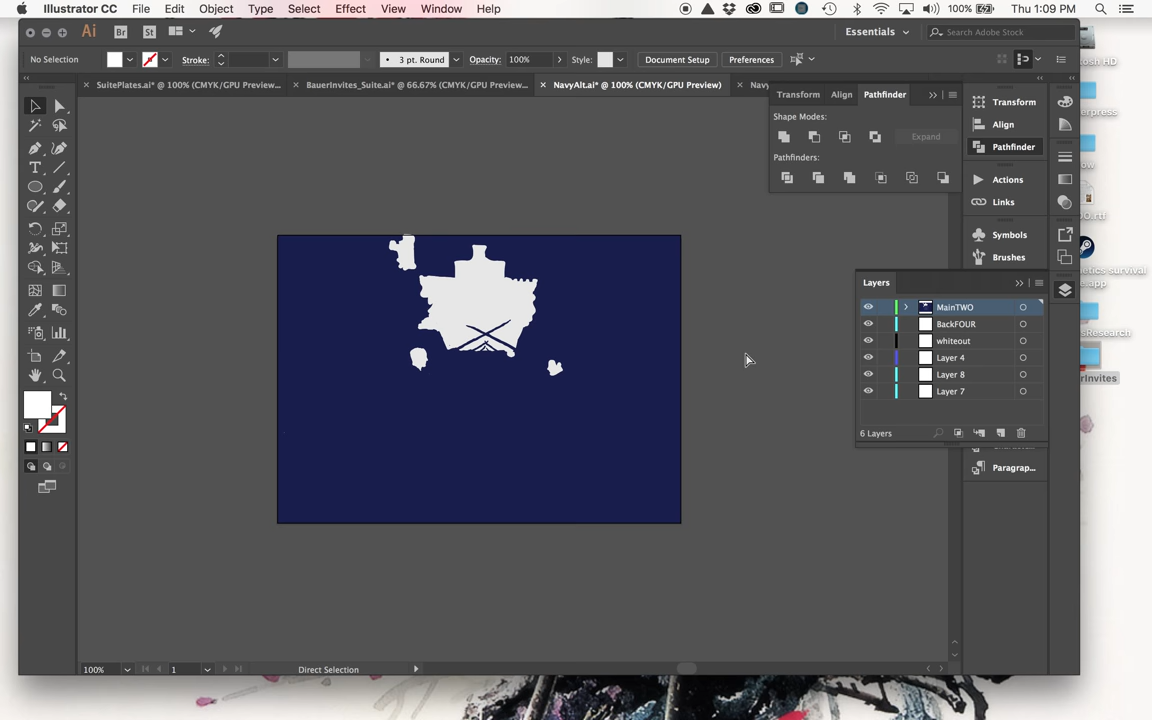 Illustrator CC File Edit Object Type Select Effect View Window Help 100% Thu 1:09 PM
Ai Br St Essentials Search Adobe Stock
No Selection Stroke: 3 pt. Round Opacity: 100% Style: Document Setup Preferences
SuitePlates.ai* @ 100% (CMYK/GPU Preview... BauerInvites_Suite.ai* @ 66.67% (CMYK/GPU Preview... NavyAlt.ai* @ 100% (CMYK/GPU Preview)
Transform Align Pathfinder
Shape Modes:
Expand
Pathfinders:
Transform
Align
Pathfinder
Actions
Links
Symbols
Brushes
Layers
MainTWO
BackFOUR
whiteout
Layer 4
Layer 8
Layer 7
6 Layers
Paragrap...
100% 1 Direct Selection